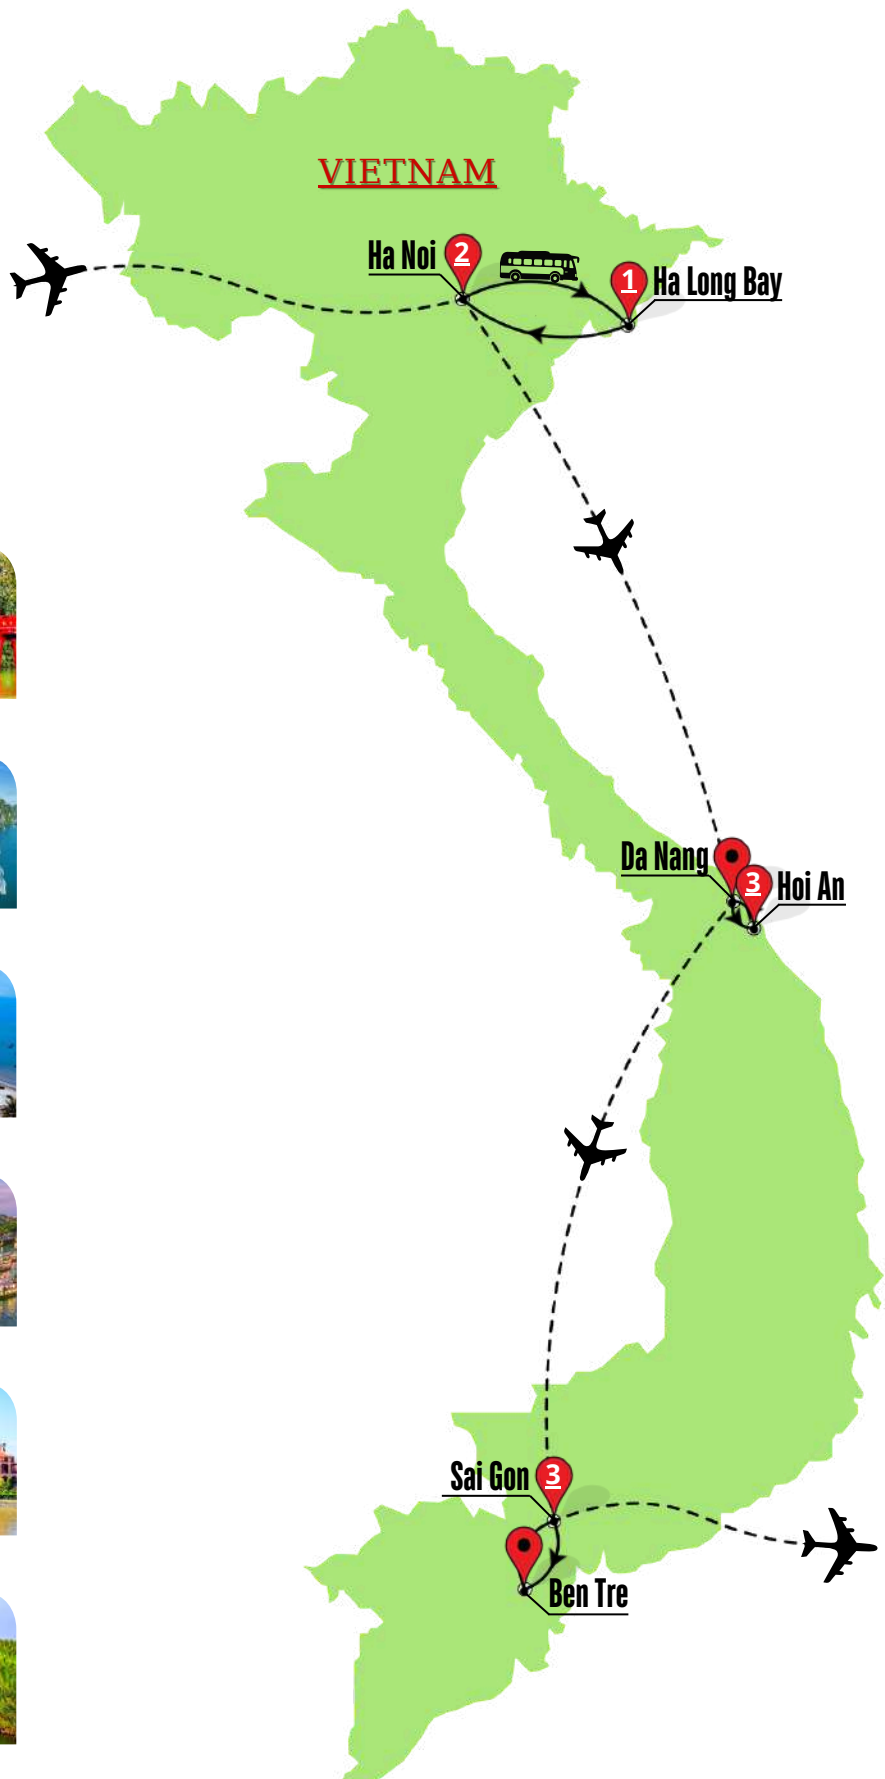 VIETNAM
Ha Noi
2
1
Ha Long Bay
Da Nang
3
Hoi An
Sai Gon
3
Ben Tre